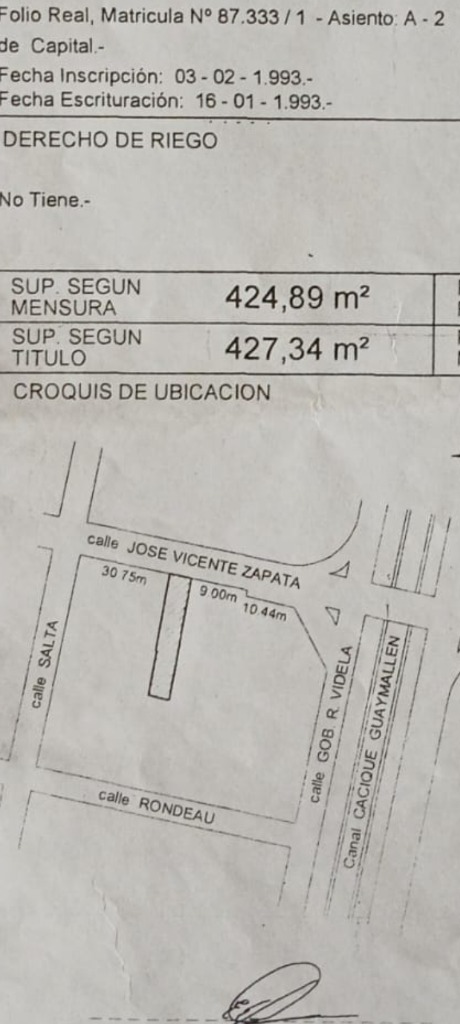 Folio Real, Matricula Nº 87.333 / 1 - Asiento: A - 2
de Capital.-
Fecha Inscripción: 03 - 02 - 1.993.-
Fecha Escrituración: 16 - 01 - 1.993.-
DERECHO DE RIEGO
No Tiene.-
SUP. SEGUN
MENSURA
424,89 m²
SUP. SEGUN
TITULO
427,34 m²
CROQUIS DE UBICACION
calle JOSE VICENTE ZAPATA
30 75m
9 00m
10.44m
calle SALTA
calle GOB. R. VIDELA
Canal CACIQUE GUAYMALLEN
calle RONDEAU